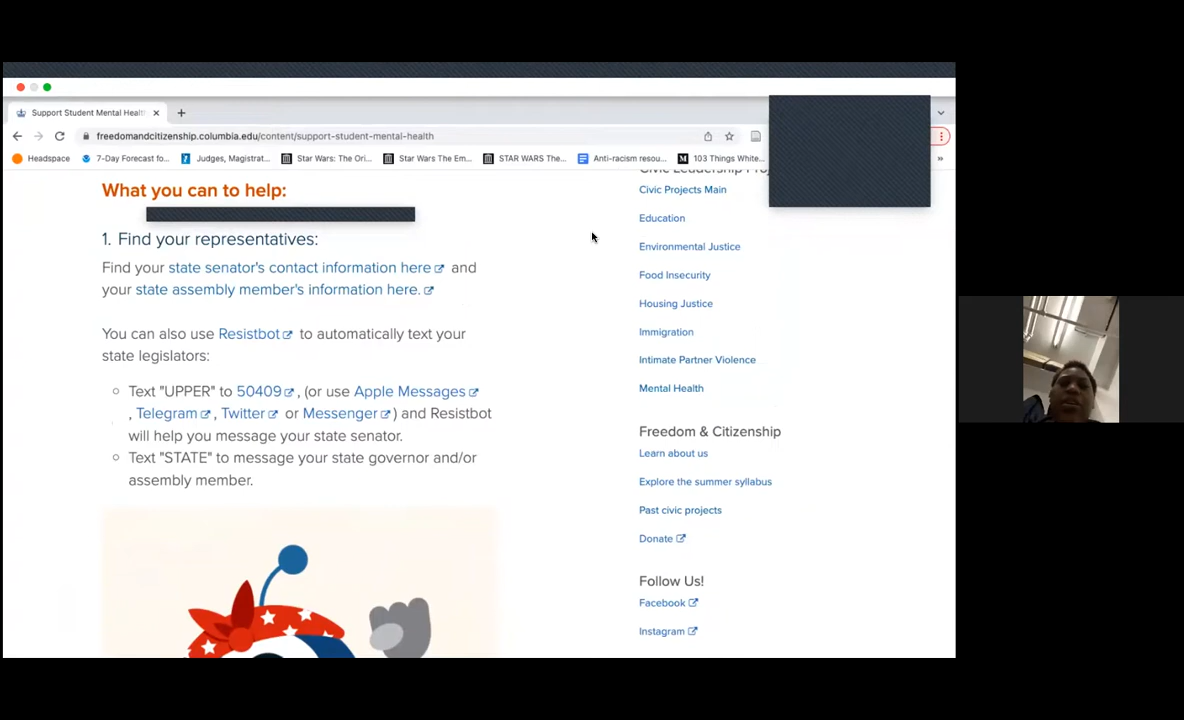 Support Student Mental Healt
freedomandcitizenship.columbia.edu/content/support-student-mental-health
Headspace
7-Day Forecast fo...
Judges, Magistrat...
Star Wars: The Ori...
Star Wars The Em...
STAR WARS The...
Anti-racism resou...
103 Things White...
»
What you can to help:
1. Find your representatives:
Find your state senator's contact information here and
your state assembly member's information here.
You can also use Resistbot to automatically text your
state legislators:
Text "UPPER" to 50409 , (or use Apple Messages
, Telegram , Twitter or Messenger ) and Resistbot
will help you message your state senator.
Text "STATE" to message your state governor and/or
assembly member.
Civic Leadership
Civic Projects Main
Education
Environmental Justice
Food Insecurity
Housing Justice
Immigration
Intimate Partner Violence
Mental Health
Freedom & Citizenship
Learn about us
Explore the summer syllabus
Past civic projects
Donate
Follow Us!
Facebook
Instagram